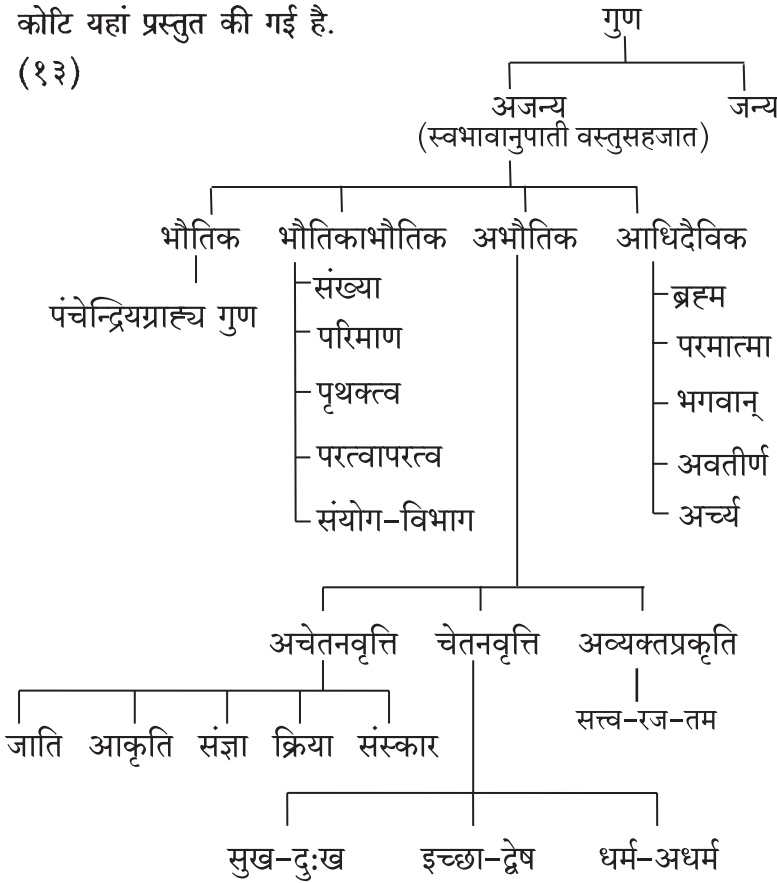 कोटि यहां प्रस्तुत की गई है.
(१३)
गुण
अजन्य जन्य
(स्वभावानुपाती वस्तुसहजात)
भौतिक भौतिकाभौतिक अभौतिक आधिदैविक
पंचेन्द्रियग्राह्य गुण
संख्या
परिमाण
पृथक्त्व
परत्वापरत्व
संयोग-विभाग
ब्रह्म
परमात्मा
भगवान्
अवतीर्ण
अर्च्य
अचेतनवृत्ति चेतनवृत्ति अव्यक्तप्रकृति
सत्त्व-रज-तम
जाति आकृति संज्ञा क्रिया संस्कार
सुख-दुःख इच्छा-द्वेष धर्म-अधर्म